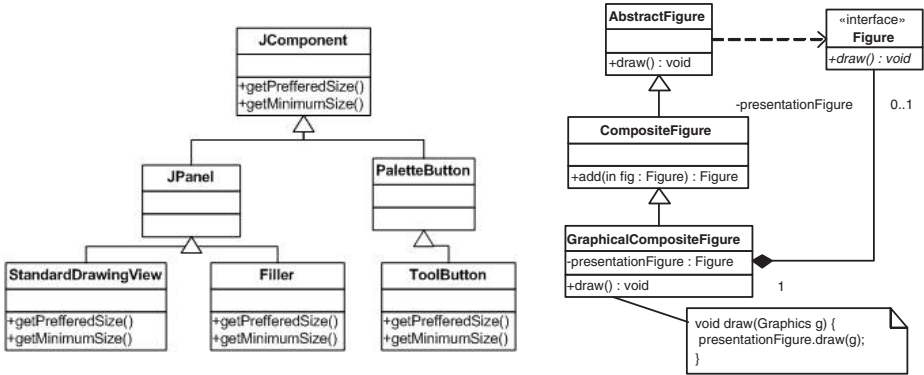 JComponent
+getPrefferedSize()
+getMinimumSize()
JPanel
PaletteButton
StandardDrawingView
+getPrefferedSize()
+getMinimumSize()
Filler
+getPrefferedSize()
+getMinimumSize()
ToolButton
+getPrefferedSize()
+getMinimumSize()
AbstractFigure
+draw() : void
«interface»
Figure
+draw() : void
-presentationFigure
0..1
CompositeFigure
+add(in fig : Figure) : Figure
GraphicalCompositeFigure
-presentationFigure : Figure
+draw() : void
1
void draw(Graphics g) {
presentationFigure.draw(g);
}